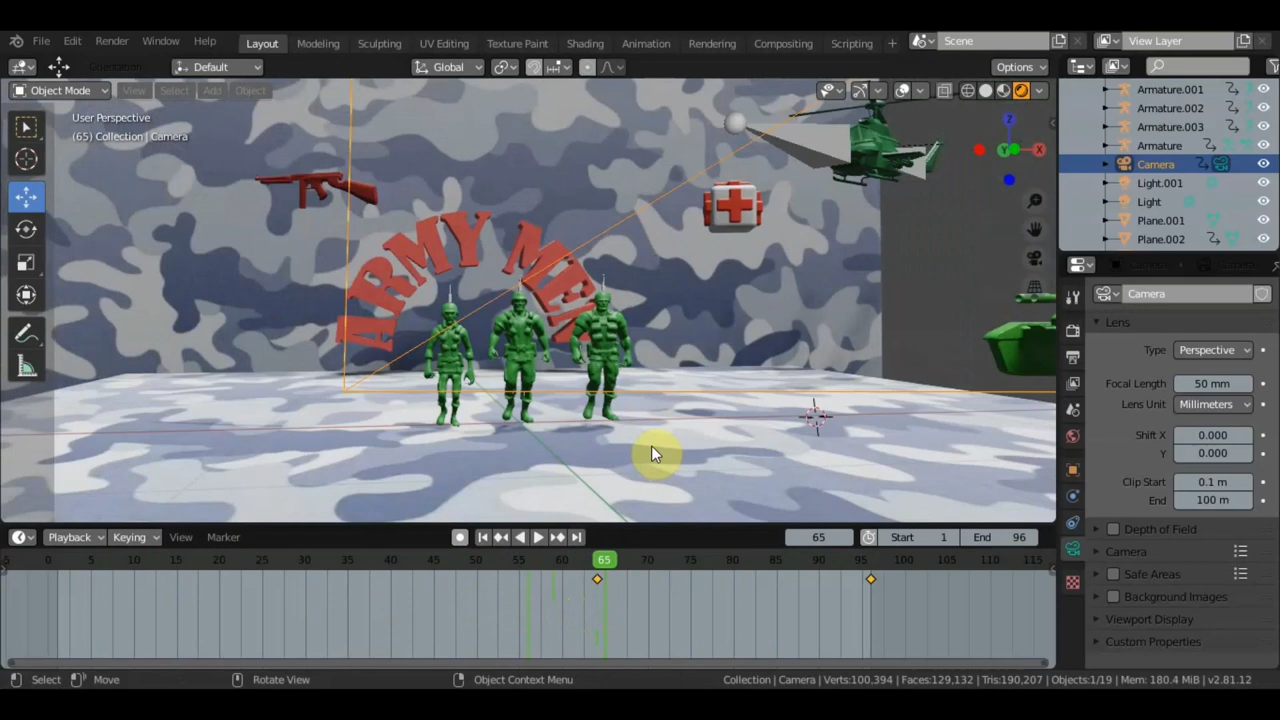 File Edit Render Window Help Layout Modeling Sculpting UV Editing Texture Paint Shading Animation Rendering Compositing Scripting + Scene View Layer
Orientation Default Global Options
Object Mode View Select Add Object
User Perspective
(65) Collection | Camera
Z
Y
X
ARMY MEN
Armature.001
Armature.002
Armature.003
Armature
Camera
Light.001
Light
Plane.001
Plane.002
Camera
Lens
Type Perspective
Focal Length 50 mm
Lens Unit Millimeters
Shift X 0.000
Y 0.000
Clip Start 0.1 m
End 100 m
Depth of Field
Camera
Safe Areas
Background Images
Viewport Display
Custom Properties
Playback Keying View Marker 65 Start 1 End 96
-5 5 10 15 20 25 30 35 40 45 50 55 65 70 75 80 85 90 95 100 105 110 115
Select Move Rotate View Object Context Menu Collection | Camera | Verts:100,394 | Faces:129,132 | Tris:190,207 | Objects:1/19 | Mem: 180.4 MiB | v2.81.12